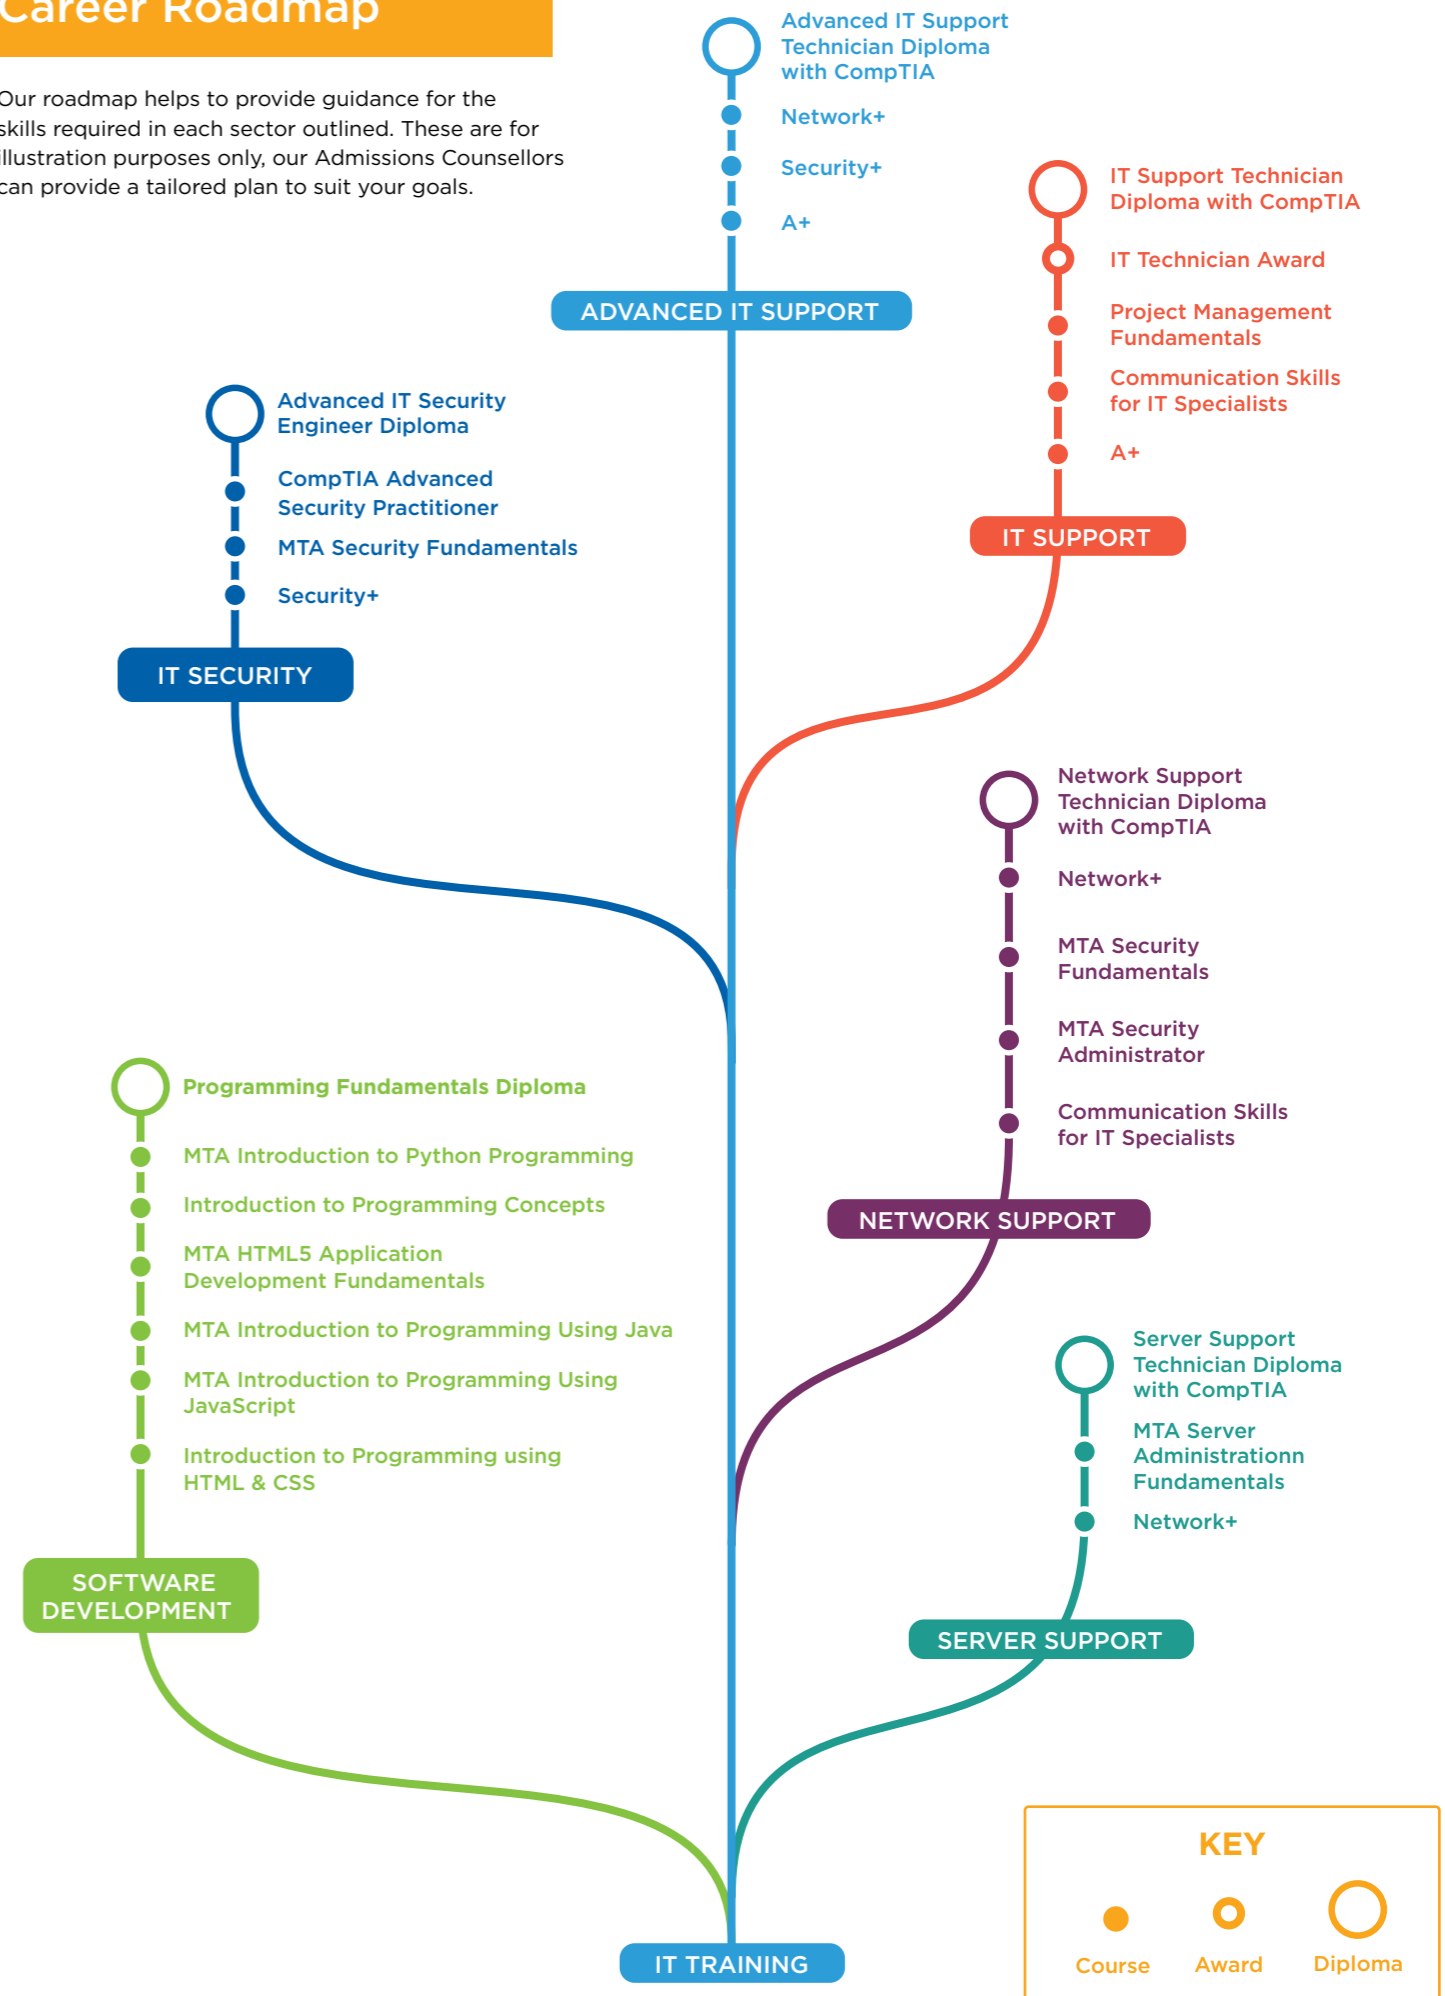 Career Roadmap
Our roadmap helps to provide guidance for the
skills required in each sector outlined. These are for
illustration purposes only, our Admissions Counsellors
can provide a tailored plan to suit your goals.
Advanced IT Support
Technician Diploma
with CompTIA
Network+
Security+
A+
ADVANCED IT SUPPORT
IT Support Technician
Diploma with CompTIA
IT Technician Award
Project Management
Fundamentals
Communication Skills
for IT Specialists
A+
IT SUPPORT
Advanced IT Security
Engineer Diploma
CompTIA Advanced
Security Practitioner
MTA Security Fundamentals
Security+
IT SECURITY
Network Support
Technician Diploma
with CompTIA
Network+
MTA Security
Fundamentals
MTA Security
Administrator
Communication Skills
for IT Specialists
NETWORK SUPPORT
Programming Fundamentals Diploma
MTA Introduction to Python Programming
Introduction to Programming Concepts
MTA HTML5 Application
Development Fundamentals
MTA Introduction to Programming Using Java
MTA Introduction to Programming Using
JavaScript
Introduction to Programming using
HTML & CSS
SOFTWARE
DEVELOPMENT
Server Support
Technician Diploma
with CompTIA
MTA Server
Administrationn
Fundamentals
Network+
SERVER SUPPORT
IT TRAINING
KEY
Course
Award
Diploma